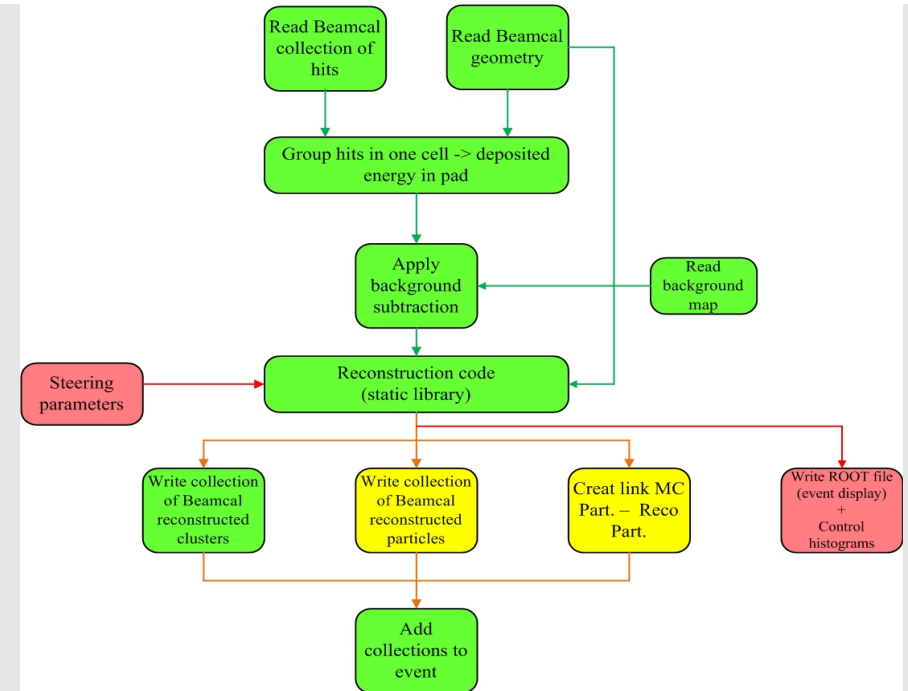 Read Beamcal
collection of
hits
Read Beamcal
geometry
Group hits in one cell -> deposited
energy in pad
Apply
background
subtraction
Read
background
map
Steering
parameters
Reconstruction code
(static library)
Write collection
of Beamcal
reconstructed
clusters
Write collection
of Beamcal
reconstructed
particles
Creat link MC
Part. – Reco
Part.
Write ROOT file
(event display)
+
Control
histograms
Add
collections to
event